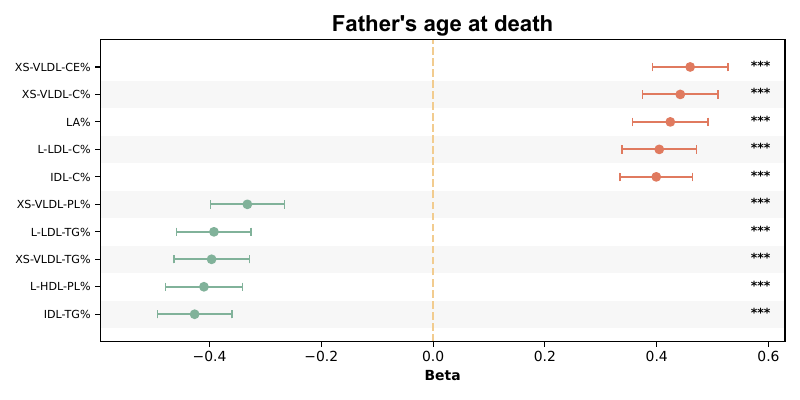 Father's age at death
XS-VLDL-CE% ***
XS-VLDL-C% ***
LA% ***
L-LDL-C% ***
IDL-C% ***
XS-VLDL-PL% ***
L-LDL-TG% ***
XS-VLDL-TG% ***
L-HDL-PL% ***
IDL-TG% ***
−0.4 −0.2 0.0 0.2 0.4 0.6
Beta